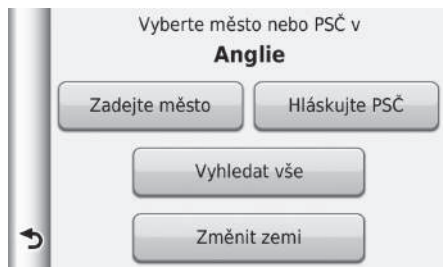 Vyberte město nebo PSČ v
Anglie
Zadejte město Hláskujte PSČ
Vyhledat vše
Změnit zemi